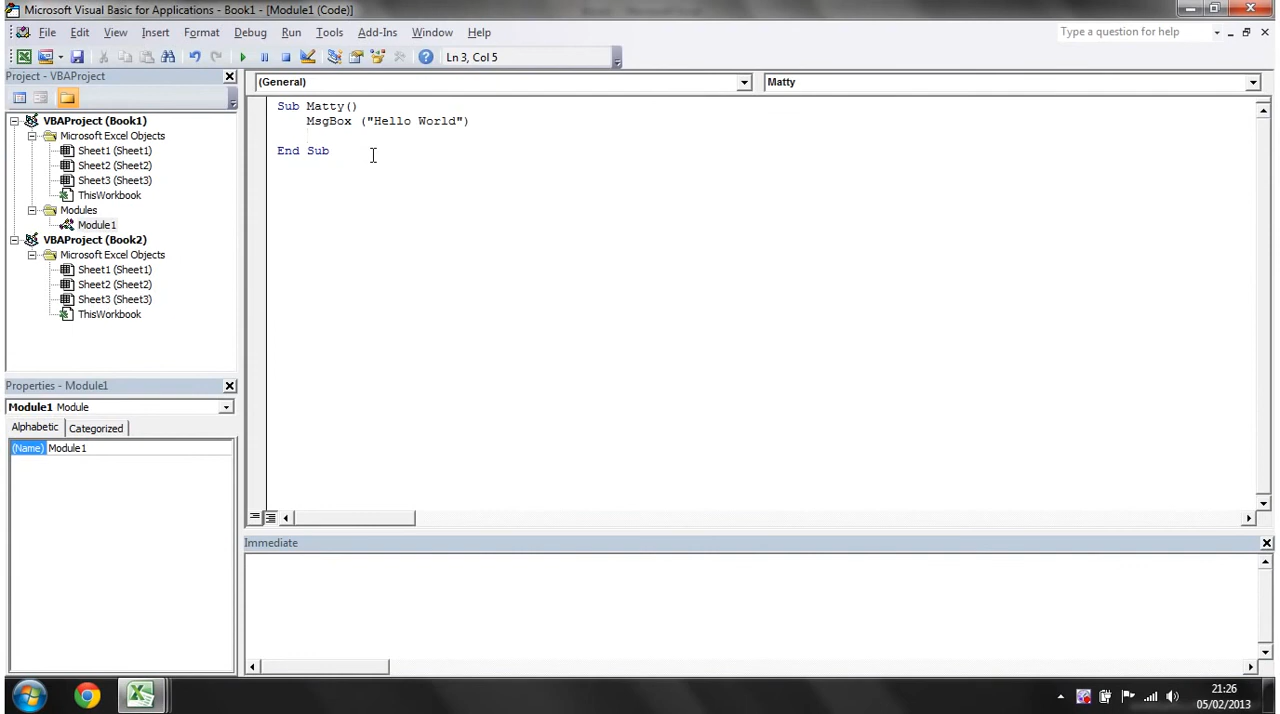 Microsoft Visual Basic for Applications - Book1 - [Module1 (Code)]
File Edit View Insert Format Debug Run Tools Add-Ins Window Help
Type a question for help
Ln 3, Col 5
Project - VBAProject
(General)
Matty
VBAProject (Book1)
Microsoft Excel Objects
Sheet1 (Sheet1)
Sheet2 (Sheet2)
Sheet3 (Sheet3)
ThisWorkbook
Modules
Module1
VBAProject (Book2)
Microsoft Excel Objects
Sheet1 (Sheet1)
Sheet2 (Sheet2)
Sheet3 (Sheet3)
ThisWorkbook
Sub Matty()
MsgBox ("Hello World")
End Sub
Properties - Module1
Module1 Module
Alphabetic Categorized
(Name) Module1
Immediate
21:26
05/02/2013